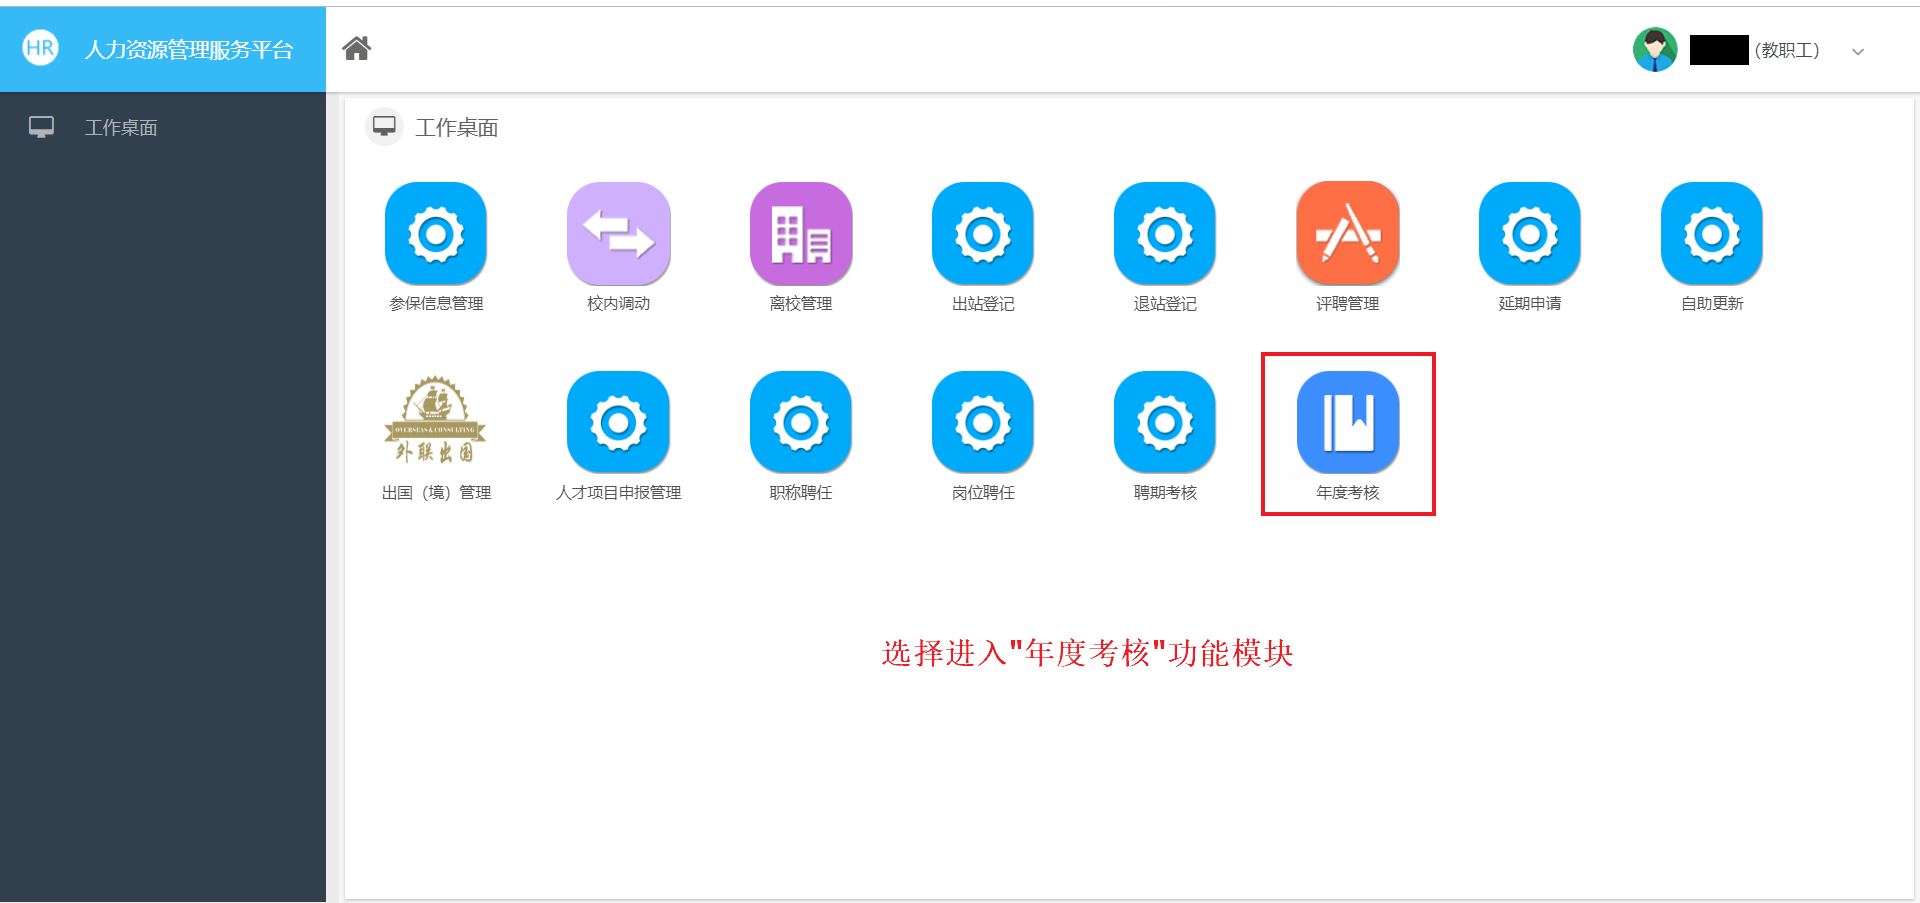 HR 人力资源管理服务平台
(教职工)
工作桌面
工作桌面
参保信息管理 校内调动 离校管理 出站登记 退站登记 评聘管理 延期申请 自助更新
OVERSEAS & CONSULTING
外联出国
出国（境）管理 人才项目申报管理 职称聘任 岗位聘任 聘期考核 年度考核
选择进入"年度考核"功能模块